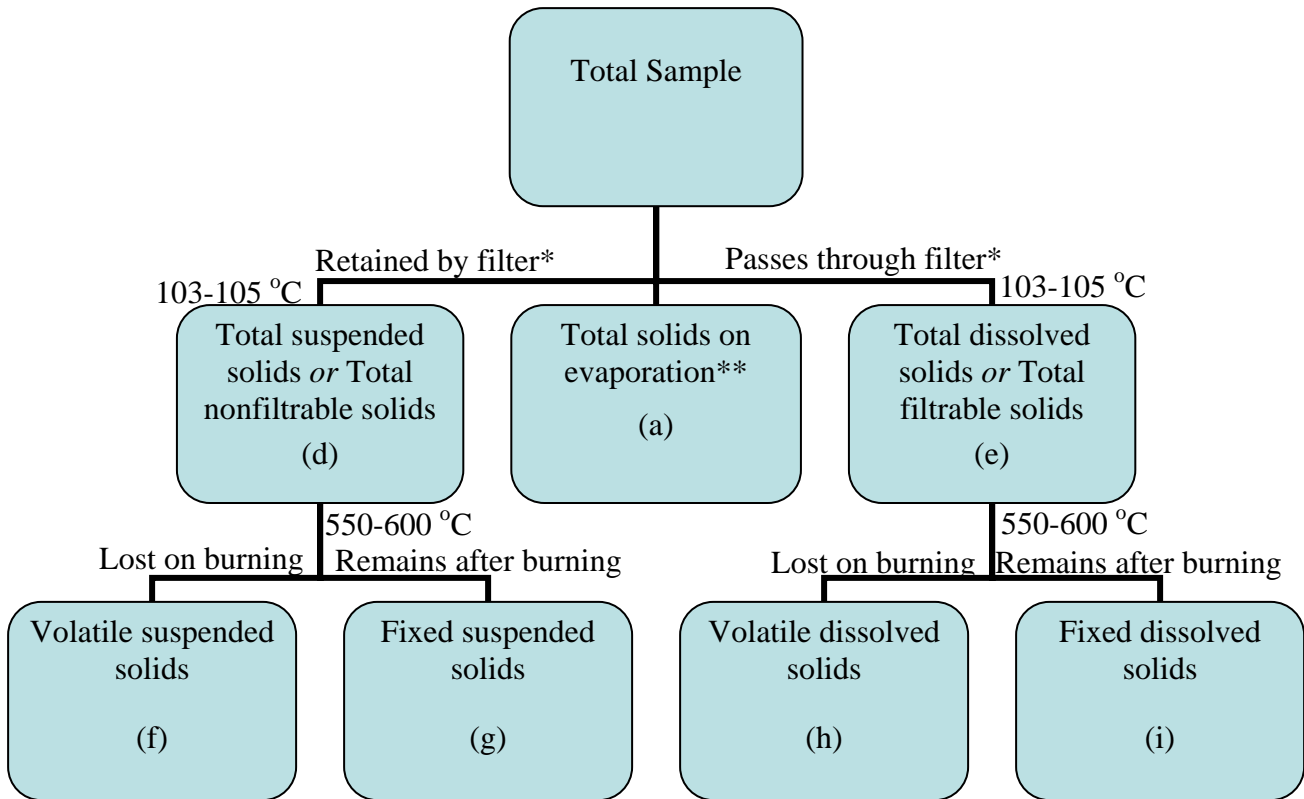 Total Sample
Retained by filter*
Passes through filter*
103-105 °C
103-105 °C
Total suspended
solids or Total
nonfiltrable solids
(d)
Total solids on
evaporation**
(a)
Total dissolved
solids or Total
filtrable solids
(e)
550-600 °C
Lost on burning
Remains after burning
550-600 °C
Lost on burning
Remains after burning
Volatile suspended
solids
(f)
Fixed suspended
solids
(g)
Volatile dissolved
solids
(h)
Fixed dissolved
solids
(i)